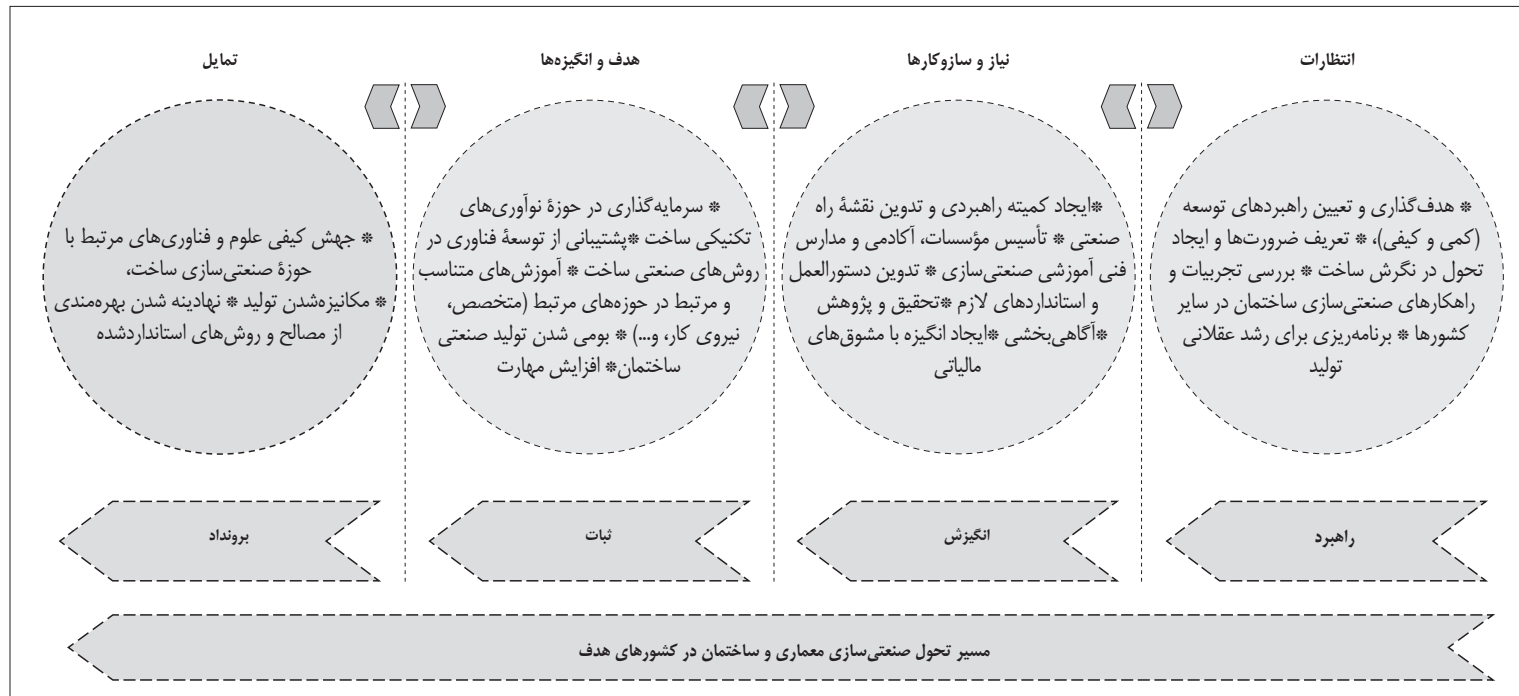 انتظارات
* هدف‌گذاری و تعیین راهبردهای توسعه
(کمی و کیفی)، * تعریف ضرورت‌ها و ایجاد
تحول در نگرش ساخت * بررسی تجربیات و
راهکارهای صنعتی‌سازی ساختمان در سایر
کشورها * برنامه‌ریزی برای رشد عقلانی
تولید
راهبرد
نیاز و سازوکارها
*ایجاد کمیته راهبردی و تدوین نقشهٔ راه
صنعتی * تأسیس مؤسسات، آکادمی و مدارس
فنی آموزشی صنعتی‌سازی * تدوین دستورالعمل
و استانداردهای لازم *تحقیق و پژوهش
*آگاهی‌بخشی *ایجاد انگیزه با مشوق‌های
مالیاتی
انگیزش
هدف و انگیزه‌ها
* سرمایه‌گذاری در حوزهٔ نوآوری‌های
تکنیکی ساخت *پشتیبانی از توسعهٔ فناوری در
روش‌های صنعتی ساخت * آموزش‌های متناسب
و مرتبط در حوزه‌های مرتبط (متخصص،
نیروی کار، و...) * بومی شدن تولید صنعتی
ساختمان* افزایش مهارت
ثبات
تمایل
* جهش کیفی علوم و فناوری‌های مرتبط با
حوزهٔ صنعتی‌سازی ساخت،
* مکانیزه‌شدن تولید * نهادینه شدن بهره‌مندی
از مصالح و روش‌های استانداردشده
برونداد
مسیر تحول صنعتی‌سازی معماری و ساختمان در کشورهای هدف